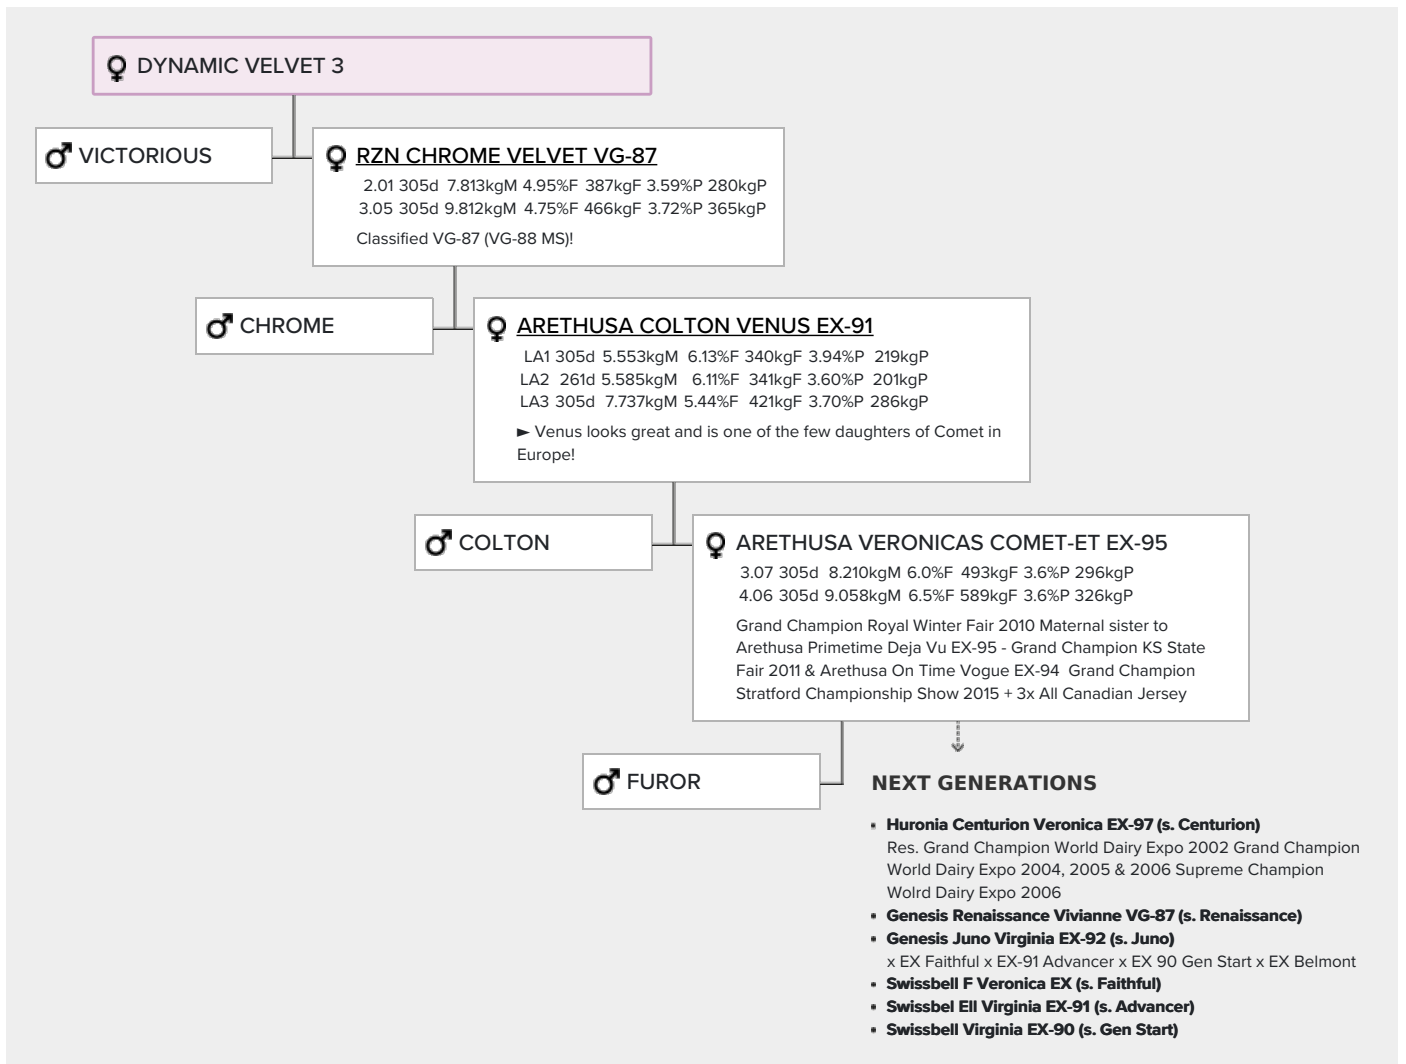 DYNAMIC VELVET 3
VICTORIOUS
RZN CHROME VELVET VG-87
2.01 305d 7.813kgM 4.95%F 387kgF 3.59%P 280kgP
3.05 305d 9.812kgM 4.75%F 466kgF 3.72%P 365kgP
Classified VG-87 (VG-88 MS)!
CHROME
ARETHUSA COLTON VENUS EX-91
LA1 305d 5.553kgM 6.13%F 340kgF 3.94%P 219kgP
LA2 261d 5.585kgM 6.11%F 341kgF 3.60%P 201kgP
LA3 305d 7.737kgM 5.44%F 421kgF 3.70%P 286kgP
► Venus looks great and is one of the few daughters of Comet in
Europe!
COLTON
ARETHUSA VERONICAS COMET-ET EX-95
3.07 305d 8.210kgM 6.0%F 493kgF 3.6%P 296kgP
4.06 305d 9.058kgM 6.5%F 589kgF 3.6%P 326kgP
Grand Champion Royal Winter Fair 2010 Maternal sister to
Arethusa Primetime Deja Vu EX-95 - Grand Champion KS State
Fair 2011 & Arethusa On Time Vogue EX-94 Grand Champion
Stratford Championship Show 2015 + 3x All Canadian Jersey
FUROR
NEXT GENERATIONS
• Huronia Centurion Veronica EX-97 (s. Centurion)
Res. Grand Champion World Dairy Expo 2002 Grand Champion
World Dairy Expo 2004, 2005 & 2006 Supreme Champion
Wolrd Dairy Expo 2006
• Genesis Renaissance Vivianne VG-87 (s. Renaissance)
• Genesis Juno Virginia EX-92 (s. Juno)
x EX Faithful x EX-91 Advancer x EX 90 Gen Start x EX Belmont
• Swissbell F Veronica EX (s. Faithful)
• Swissbel Ell Virginia EX-91 (s. Advancer)
• Swissbell Virginia EX-90 (s. Gen Start)